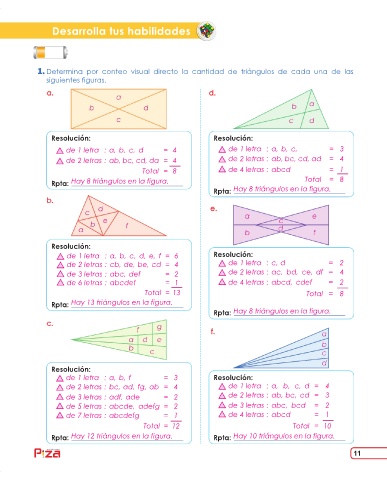 Desarrolla tus habilidades
1. Determina por conteo visual directo la cantidad de triángulos de cada una de las
siguientes figuras.
a.
a
b d
c
Resolución:
de 1 letra : a, b, c, d = 4
de 2 letras : ab, bc, cd, da = 4
Total = 8
Rpta: Hay 8 triángulos en la figura.
b.
d
c
e
b f
a
Resolución:
de 1 letra : a, b, c, d, e, f = 6
de 2 letras : cb, de, be, cd = 4
de 3 letras : abc, def = 2
de 6 letras : abcdef = 1
Total = 13
Rpta: Hay 13 triángulos en la figura.
c.
f g
a d e
b c
Resolución:
de 1 letra : a, b, f = 3
de 2 letras : bc, ad, fg, ab = 4
de 3 letras : adf, ade = 2
de 5 letras : abcde, adefg = 2
de 7 letras : abcdefg = 1
Total = 12
Rpta: Hay 12 triángulos en la figura.
d.
b a
c d
Resolución:
de 1 letra : a, b, c, = 3
de 2 letras : ab, bc, cd, ad = 4
de 4 letras : abcd = 1
Total = 8
Rpta: Hay 8 triángulos en la figura.
e.
a c e
b d f
Resolución:
de 1 letra : c, d = 2
de 2 letras : ac, bd, ce, df = 4
de 4 letras : abcd, cdef = 2
Total = 8
Rpta: Hay 8 triángulos en la figura.
f.
a
b
c
d
Resolución:
de 1 letra : a, b, c, d = 4
de 2 letras : ab, bc, cd = 3
de 3 letras : abc, bcd = 2
de 4 letras : abcd = 1
Total = 10
Rpta: Hay 10 triángulos en la figura.
P!ZA
11